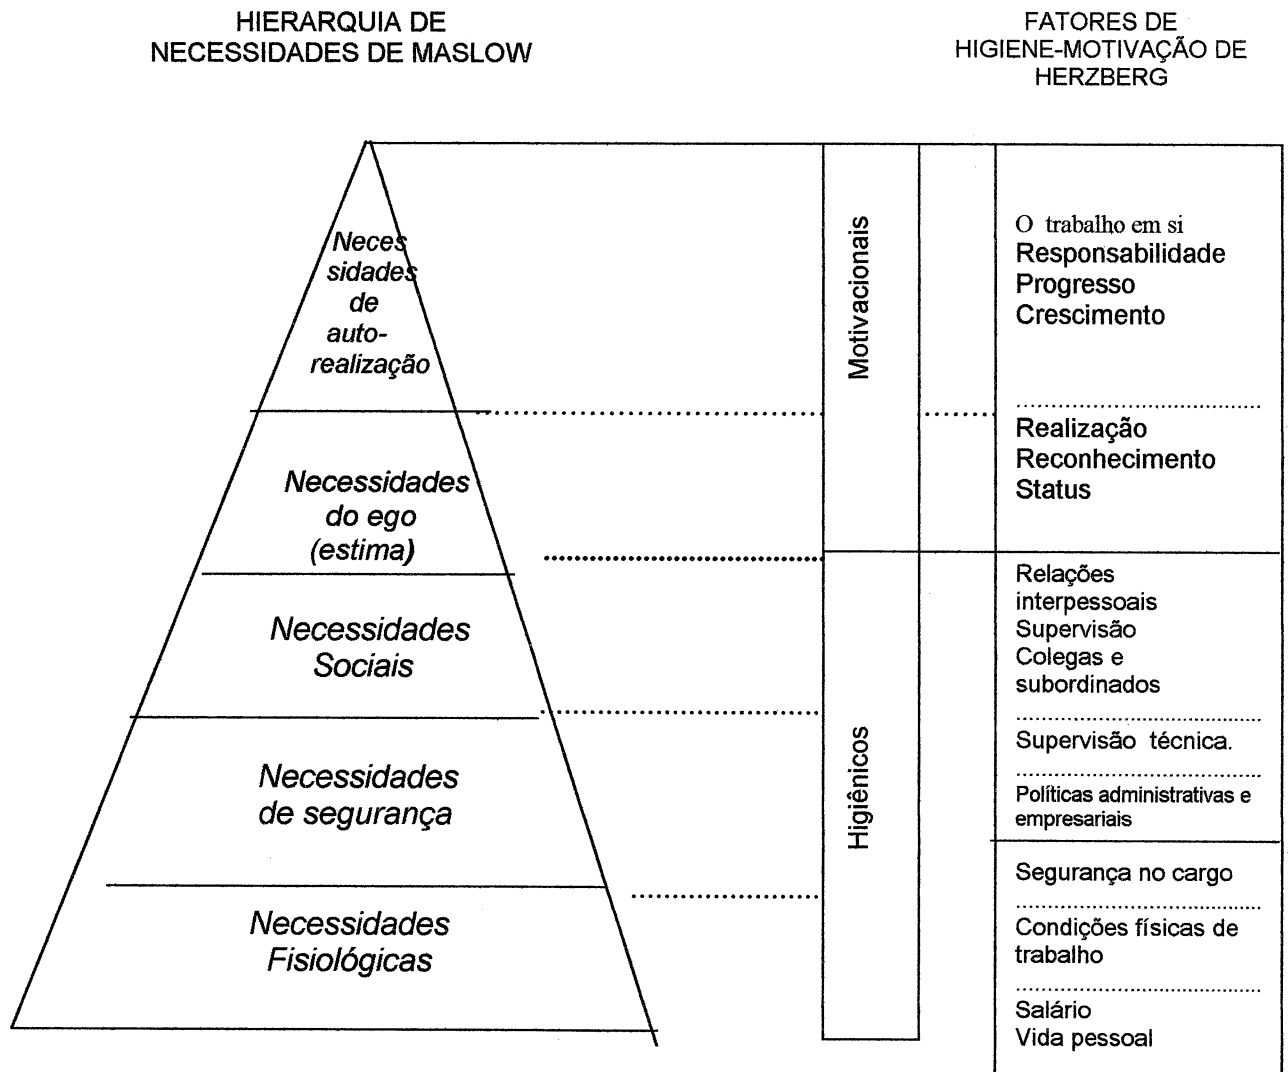 HIERARQUIA DE
NECESSIDADES DE MASLOW
FATORES DE
HIGIENE-MOTIVAÇÃO DE
HERZBERG
Neces
sidades
de
auto-
realização
Necessidades
do ego
(estima)
Necessidades
Sociais
Necessidades
de segurança
Necessidades
Fisiológicas
Motivacionais
Higiênicos
O trabalho em si
Responsabilidade
Progresso
Crescimento
Realização
Reconhecimento
Status
Relações
interpessoais
Supervisão
Colegas e
subordinados
Supervisão técnica.
Políticas administrativas e
empresariais
Segurança no cargo
Condições físicas de
trabalho
Salário
Vida pessoal